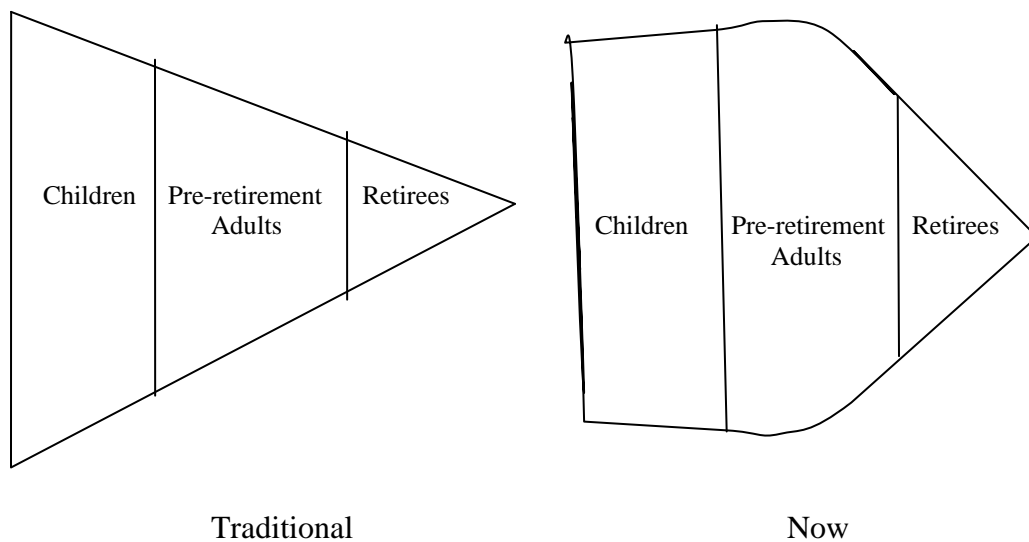 Children
Pre-retirement
Adults
Retirees
Traditional
Children
Pre-retirement
Adults
Retirees
Now